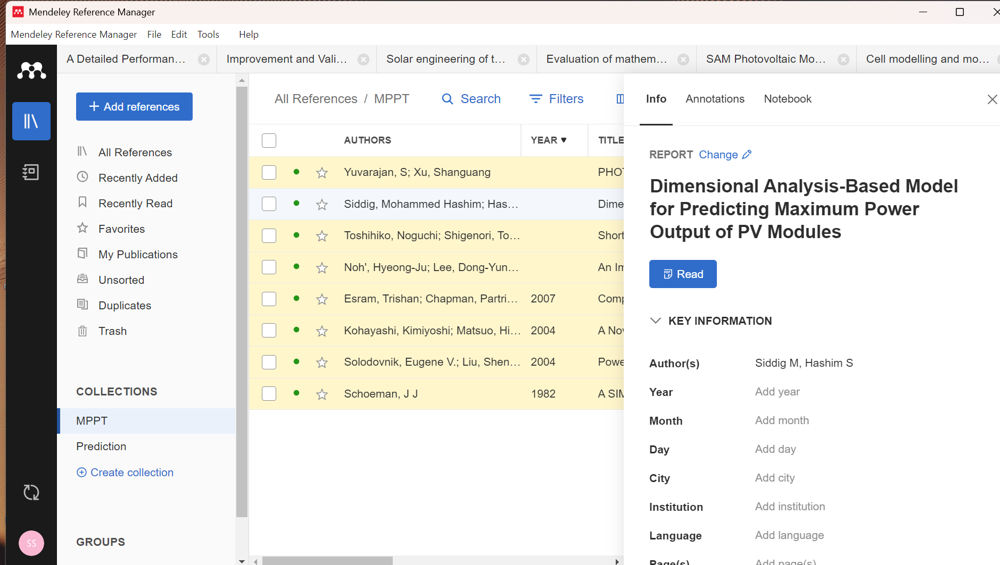 Mendeley Reference Manager
Mendeley Reference Manager File Edit Tools Help
A Detailed Performan... Improvement and Vali... Solar engineering of t... Evaluation of mathem... SAM Photovoltaic Mo... Cell modelling and mo...
+ Add references
All References
Recently Added
Recently Read
Favorites
My Publications
Unsorted
Duplicates
Trash
COLLECTIONS
MPPT
Prediction
Create collection
GROUPS
SS
All References / MPPT Search Filters
AUTHORS YEAR TITLE
Yuvarajan, S; Xu, Shanguang PHOT
Siddig, Mohammed Hashim; Has... Dime
Toshihiko, Noguchi; Shigenori, To... Short
Noh', Hyeong-Ju; Lee, Dong-Yun... An Im
Esram, Trishan; Chapman, Partri... 2007 Comp
Kohayashi, Kimiyoshi; Matsuo, Hi... 2004 A Nov
Solodovnik, Eugene V.; Liu, Shen... 2004 Powe
Schoeman, J J 1982 A SIM
Info Annotations Notebook
REPORT Change
Dimensional Analysis-Based Model
for Predicting Maximum Power
Output of PV Modules
PDF Read
KEY INFORMATION
Author(s) Siddig M, Hashim S
Year Add year
Month Add month
Day Add day
City Add city
Institution Add institution
Language Add language
Page(s) Add page(s)